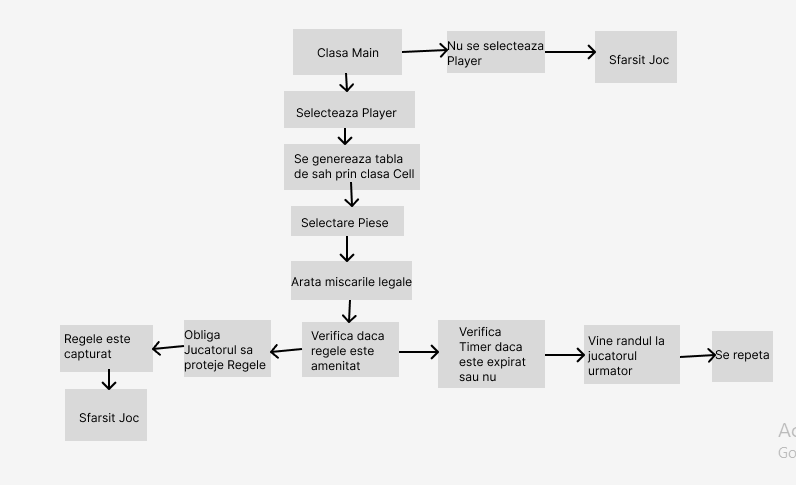 Clasa Main
Nu se selecteaza
Player
Sfarsit Joc
Selecteaza Player
Se genereaza tabla
de sah prin clasa Cell
Selectare Piese
Arata miscarile legale
Regele este
capturat
Obliga
Jucatorul sa
proteje Regele
Verifica daca
regele este
amenitat
Verifica
Timer daca
este expirat
sau nu
Vine randul la
jucatorul
urmator
Se repeta
Sfarsit Joc